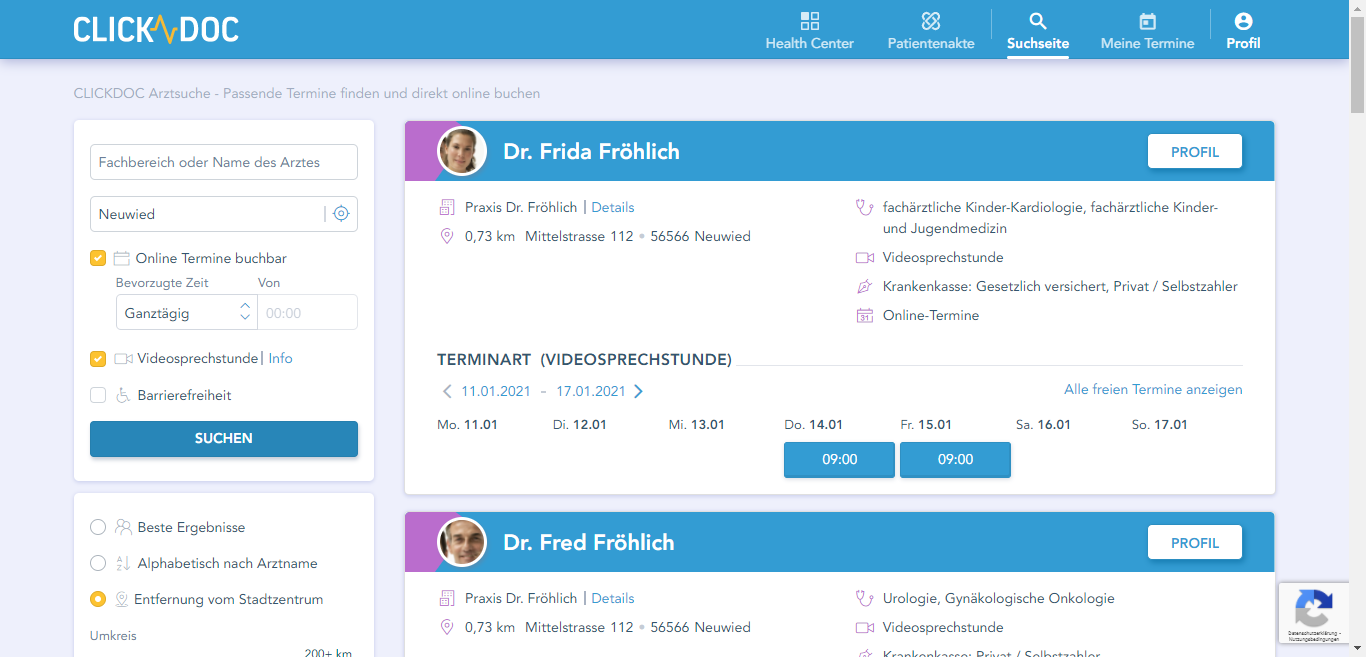 CLICKDOC
Health Center
Patientenakte
Suchseite
Meine Termine
Profil
CLICKDOC Arztsuche - Passende Termine finden und direkt online buchen
Fachbereich oder Name des Arztes
Neuwied
Online Termine buchbar
Bevorzugte Zeit Von
Ganztägig 00:00
Videosprechstunde | Info
Barrierefreiheit
SUCHEN
Beste Ergebnisse
Alphabetisch nach Arztname
Entfernung vom Stadtzentrum
Umkreis
200+ km
Dr. Frida Fröhlich
PROFIL
Praxis Dr. Fröhlich | Details
0,73 km Mittelstrasse 112 • 56566 Neuwied
fachärztliche Kinder-Kardiologie, fachärztliche Kinder-
und Jugendmedizin
Videosprechstunde
Krankenkasse: Gesetzlich versichert, Privat / Selbstzahler
31
Online-Termine
TERMINART (VIDEOSPRECHSTUNDE)
11.01.2021 - 17.01.2021
Alle freien Termine anzeigen
Mo. 11.01 Di. 12.01 Mi. 13.01 Do. 14.01 Fr. 15.01 Sa. 16.01 So. 17.01
09:00 09:00
Dr. Fred Fröhlich
PROFIL
Praxis Dr. Fröhlich | Details
0,73 km Mittelstrasse 112 • 56566 Neuwied
Urologie, Gynäkologische Onkologie
Videosprechstunde
Krankenkasse: Privat / Selbstzahler
Datenschutzerklärung -
Nutzungsbedingungen